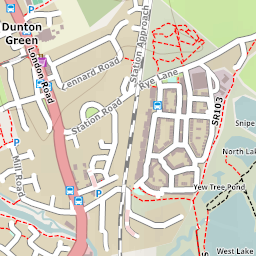 Dunton
Green
London Road
Lennard Road
Station Approach
Rye Lane
Station Road
SR103
Snipe
North Lak
Mill Road
Yew Tree Pond
West Lake
P
P
P